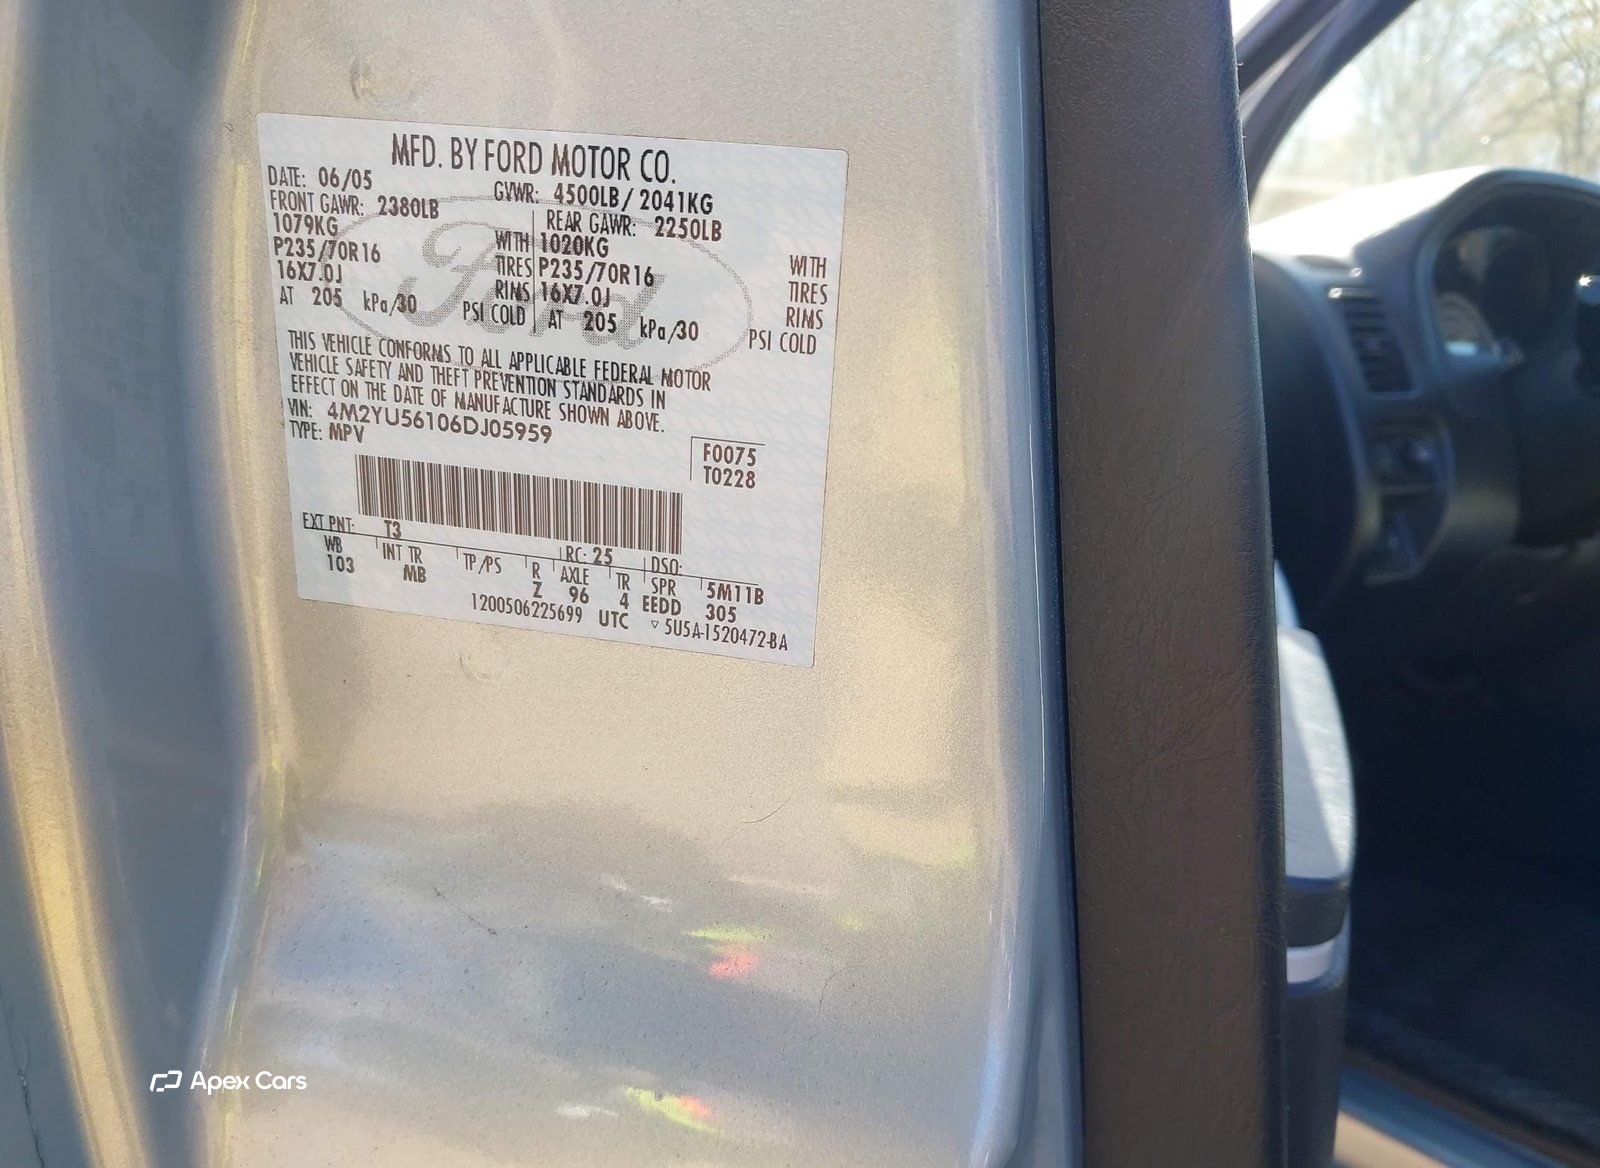 MFD. BY FORD MOTOR CO.
DATE: 06/05 GVWR: 4500LB / 2041KG
FRONT GAWR: 2380LB REAR GAWR: 2250LB
1079KG WITH 1020KG WITH
P235/70R16 TIRES P235/70R16 TIRES
16X7.0J RIMS 16X7.0J RIMS
AT 205 kPa/30 PSI COLD AT 205 kPa/30 PSI COLD
Ford
THIS VEHICLE CONFORMS TO ALL APPLICABLE FEDERAL MOTOR
VEHICLE SAFETY AND THEFT PREVENTION STANDARDS IN
EFFECT ON THE DATE OF MANUFACTURE SHOWN ABOVE.
VIN: 4M2YU56106DJ05959
TYPE: MPV
F0075
T0228
EXT PNT: T3 RC: 25 DSO:
WB INT TR TP/PS R AXLE TR SPR 5M11B
103 MB Z 96 4 EEDD 305
1200506225699 UTC ▽ 5U5A-1520472-BA
Apex Cars